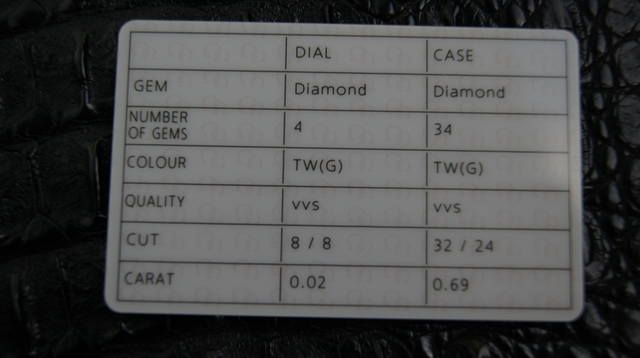 DIAL CASE
GEM Diamond Diamond
NUMBER
OF GEMS 4 34
COLOUR TW(G) TW(G)
QUALITY VVS VVS
CUT 8 / 8 32 / 24
CARAT 0.02 0.69